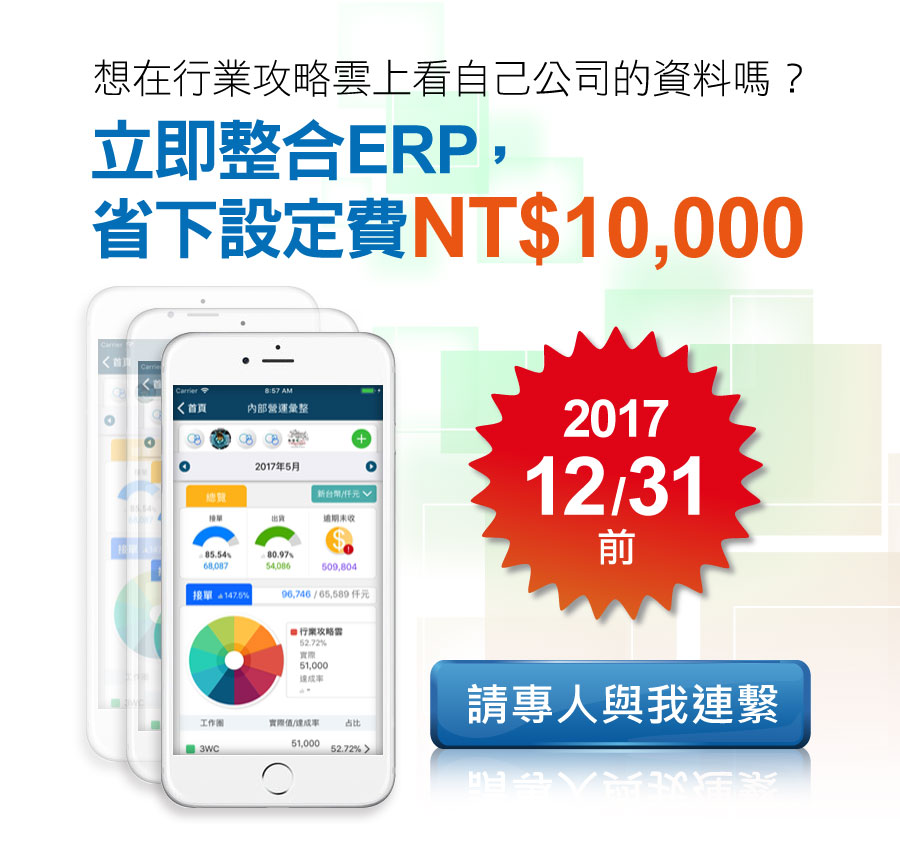 想在行業攻略雲上看自己公司的資料嗎？
立即整合ERP，
省下設定費NT$10,000
2017
12/31
前
請專人與我連繫
Carrier 8:57 AM
首頁 內部營運彙整
2017年5月
總覽 新台幣/仟元
接單 出貨 逾期未收
85.54% 80.97%
68,087 54,086 509,804
接單 147.5% 96,746 / 65,589 仟元
行業攻略雲
52.72%
實際
51,000
達成率
工作圈 實際值/達成率 占比
3WC 51,000 52.72%